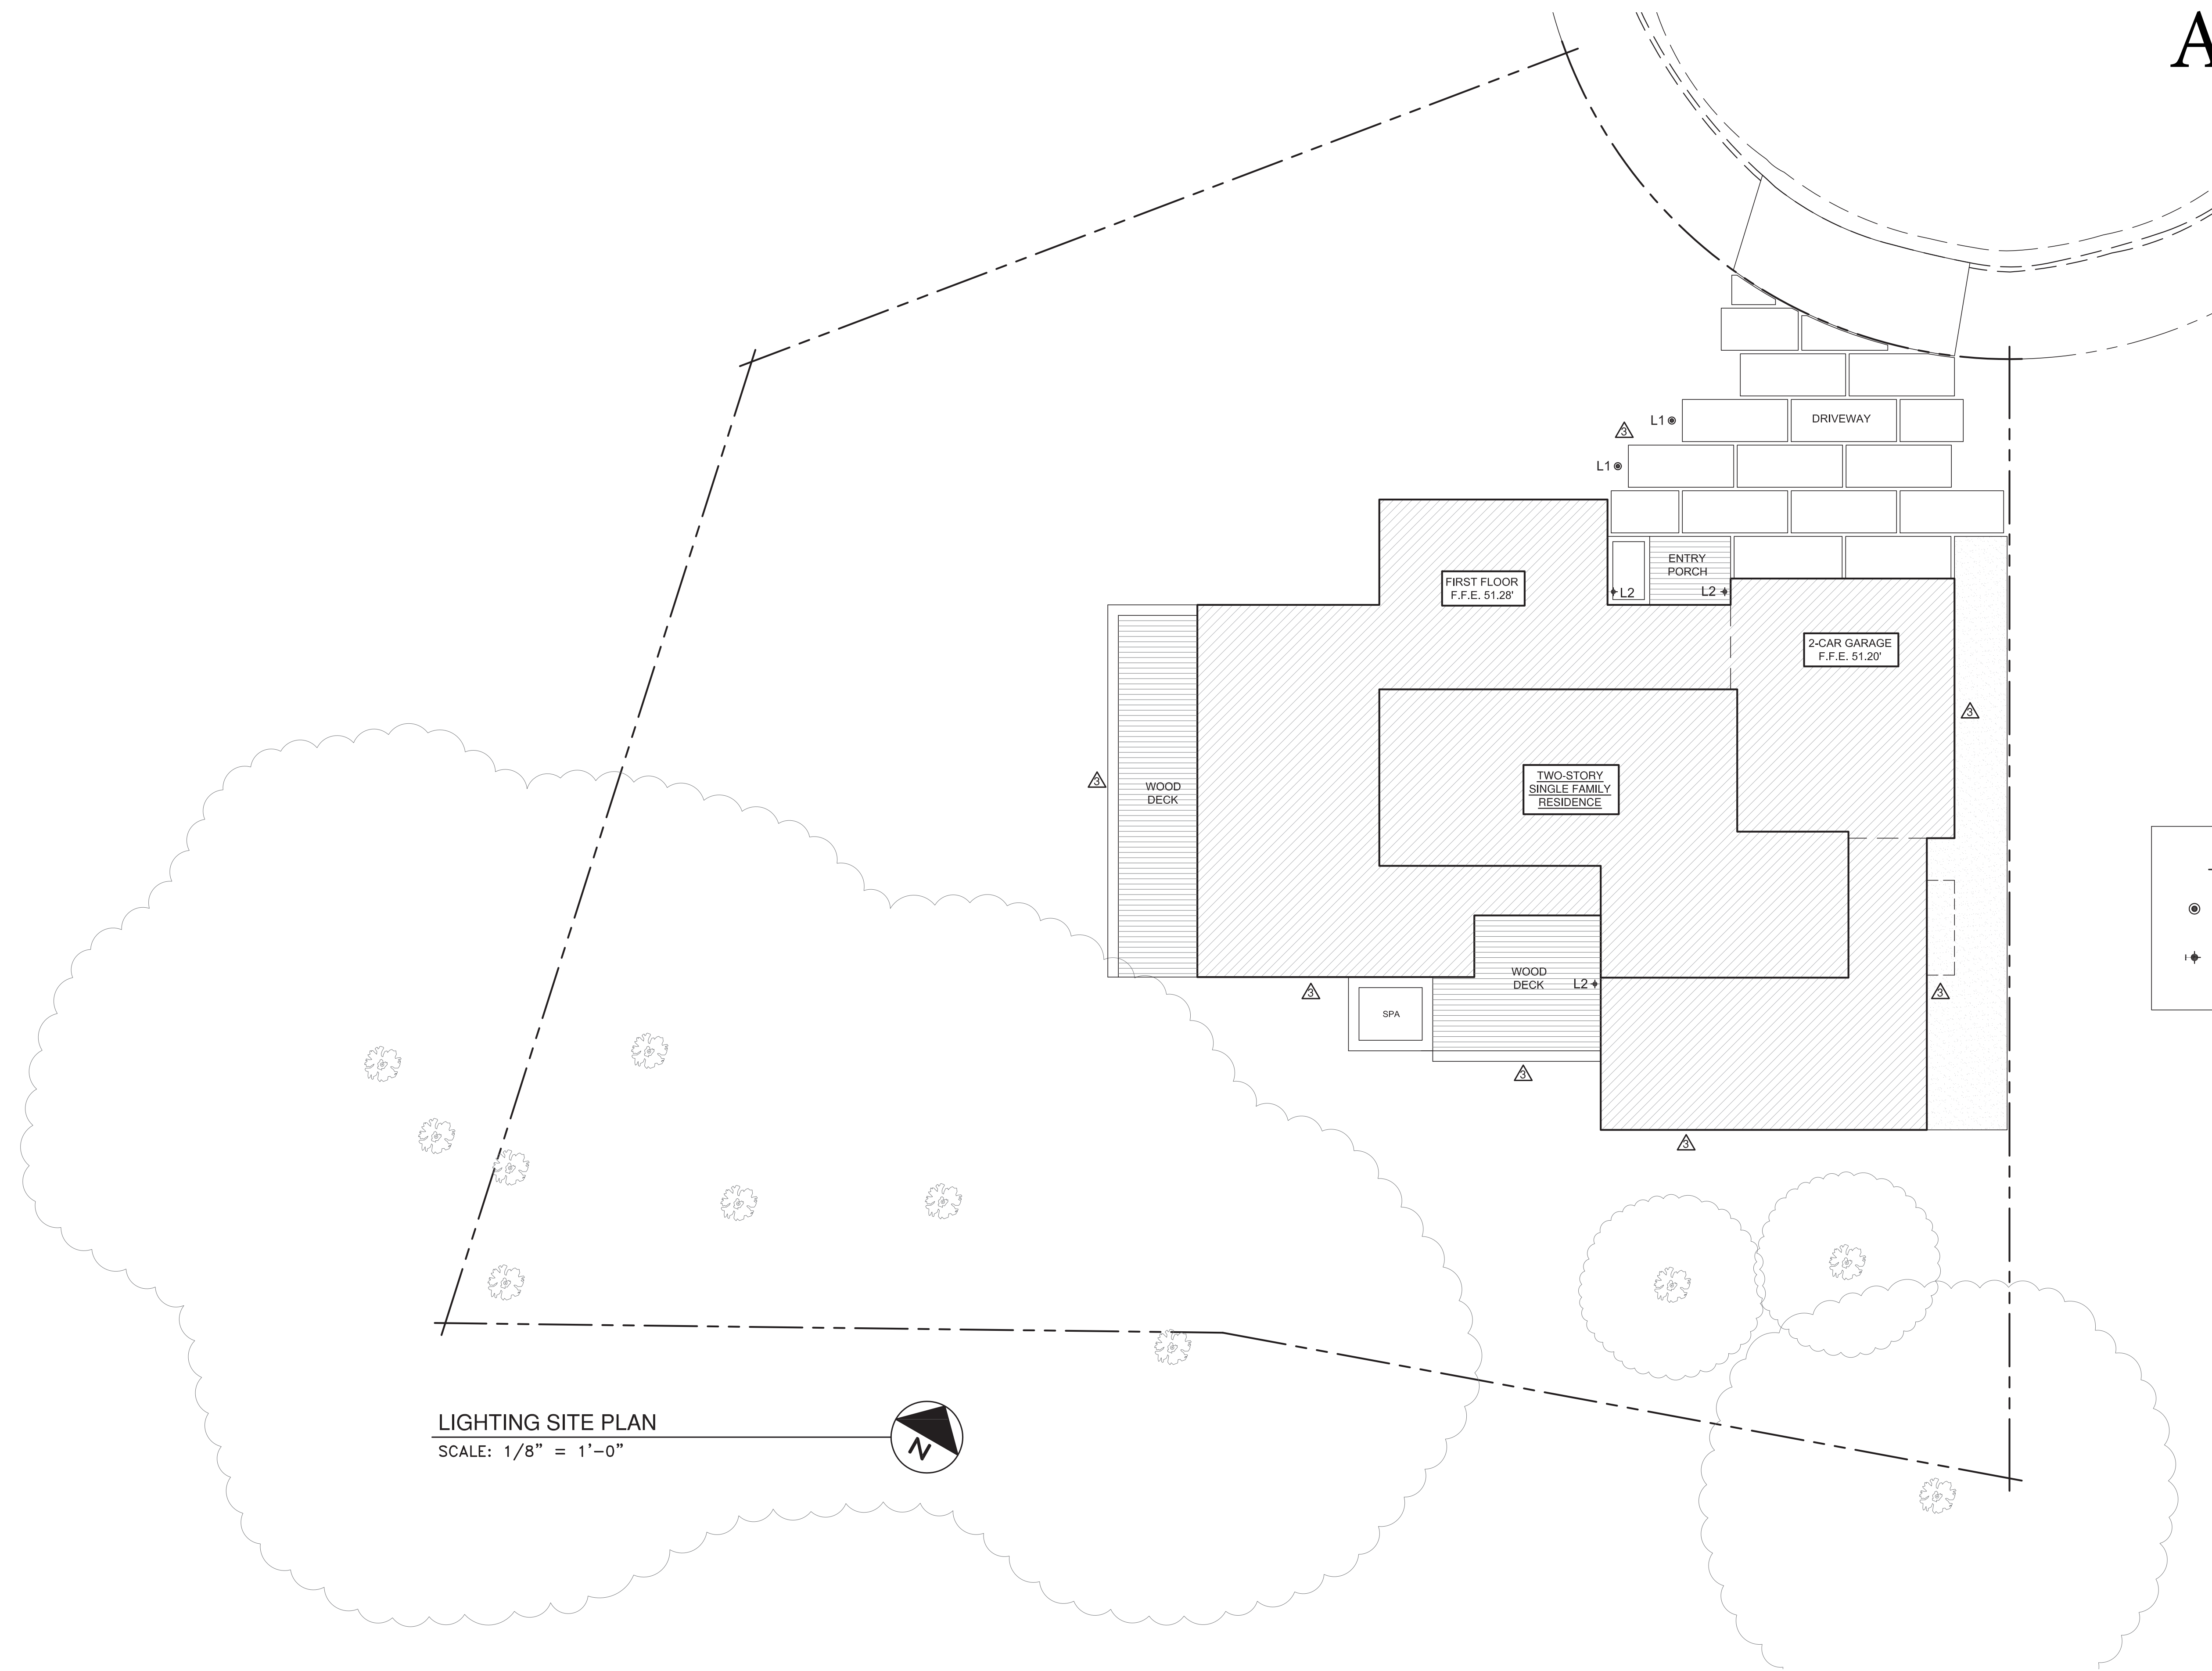 A
L1
DRIVEWAY
3
L1
ENTRY
PORCH
FIRST FLOOR
F.F.E. 51.28'
L2
L2
2-CAR GARAGE
F.F.E. 51.20'
3
3
WOOD
DECK
TWO-STORY
SINGLE FAMILY
RESIDENCE
WOOD
DECK
L2
3
3
SPA
3
3
LIGHTING SITE PLAN
SCALE: 1/8" = 1'-0"
N